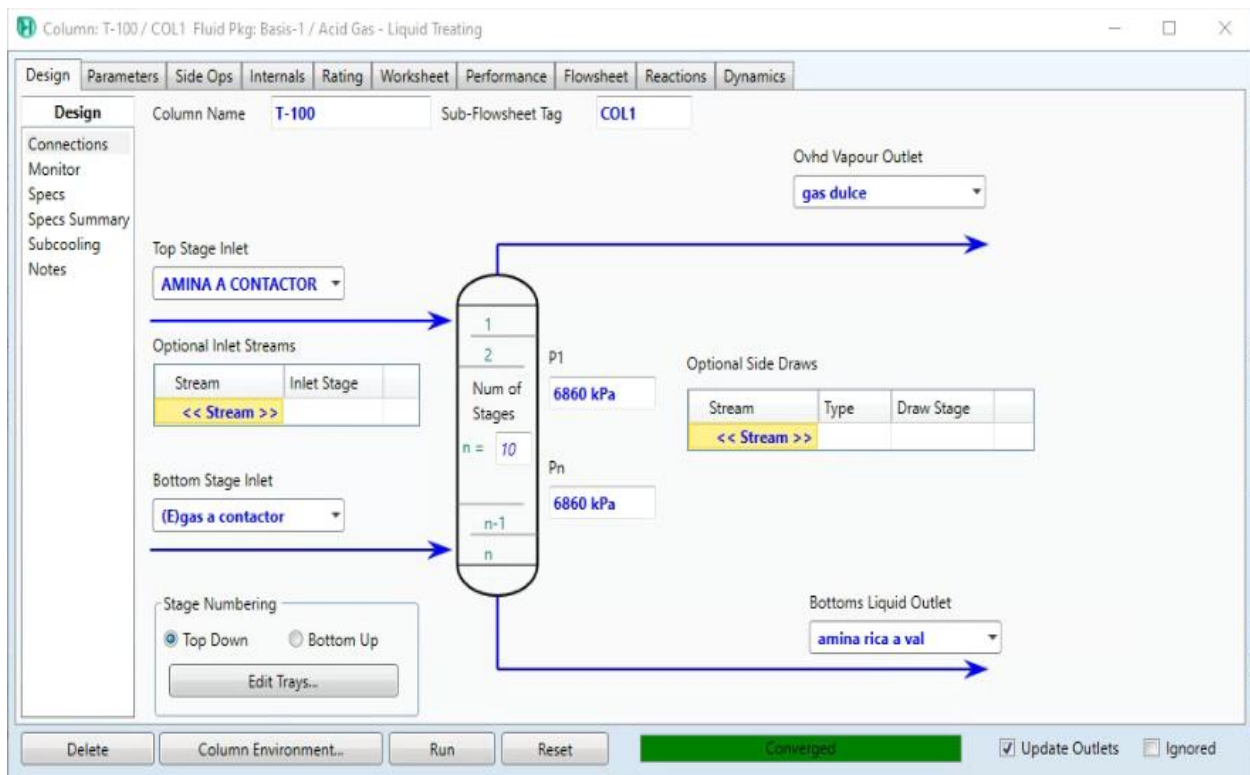 Column: T-100 / COL1 Fluid Pkg: Basis-1 / Acid Gas - Liquid Treating
Design Parameters Side Ops Internals Rating Worksheet Performance Flowsheet Reactions Dynamics
Design
Connections
Monitor
Specs
Specs Summary
Subcooling
Notes
Column Name T-100 Sub-Flowsheet Tag COL1
Ovhd Vapour Outlet
gas dulce
Top Stage Inlet
AMINA A CONTACTOR
Optional Inlet Streams
Stream Inlet Stage
<< Stream >>
Bottom Stage Inlet
(E)gas a contactor
1
2
Num of
Stages
n = 10
n-1
n
P1
6860 kPa
Pn
6860 kPa
Optional Side Draws
Stream Type Draw Stage
<< Stream >>
Stage Numbering
Top Down Bottom Up
Edit Trays...
Bottoms Liquid Outlet
amina rica a val
Delete Column Environment... Run Reset Converged Update Outlets Ignored